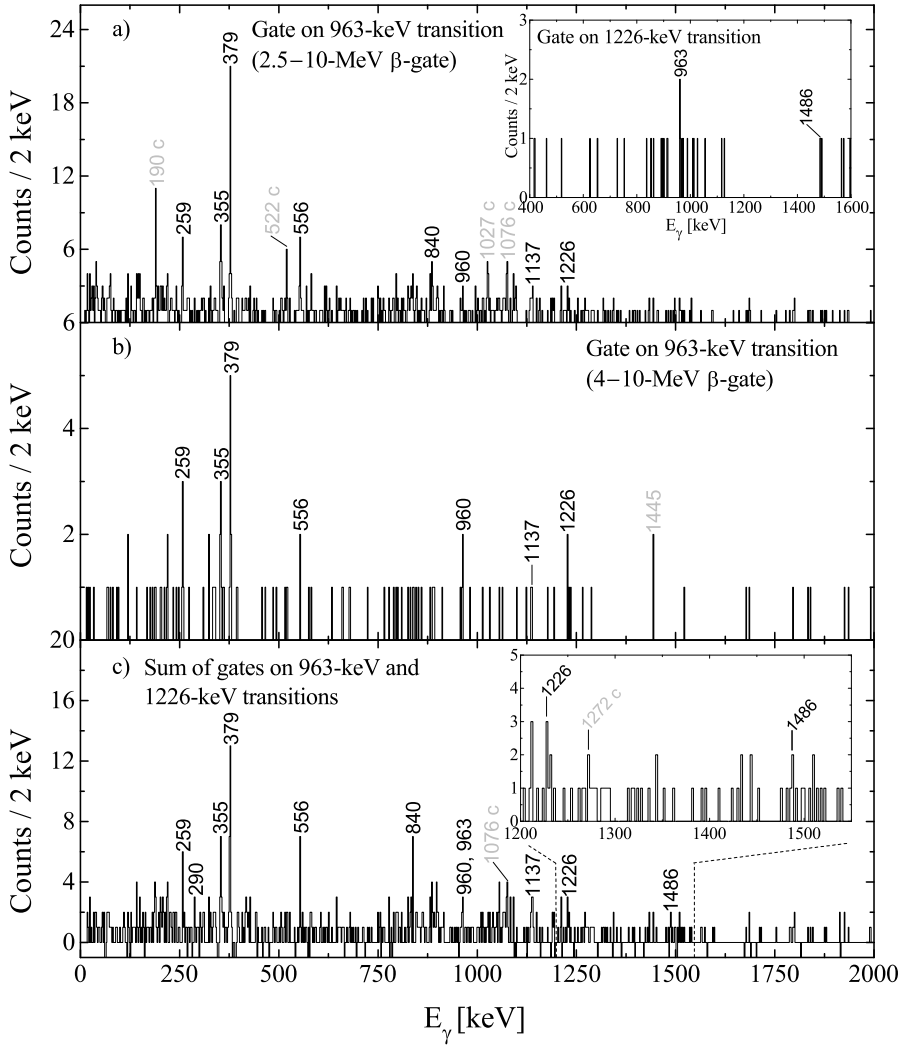 a)
Gate on 963-keV transition
(2.5−10-MeV β-gate)
Counts / 2 keV
24
18
12
6
6
190 c
259
355
379
522 c
556
840
960
1027 c
1076 c
1137
1226
Gate on 1226-keV transition
Counts / 2 keV
3
2
1
0
963
1486
400 600 800 1000 1200 1400 1600
Eγ [keV]
b)
Gate on 963-keV transition
(4−10-MeV β-gate)
Counts / 2 keV
4
2
20
259
355
379
556
960
1137
1226
1445
c)
Sum of gates on 963-keV and
1226-keV transitions
Counts / 2 keV
16
12
8
4
0
259
290
355
379
556
840
960, 963
1076 c
1137
1226
1486
5
4
3
2
1
0
1226
1272 c
1486
1200 1300 1400 1500
0 250 500 750 1000 1250 1500 1750 2000
Eγ [keV]